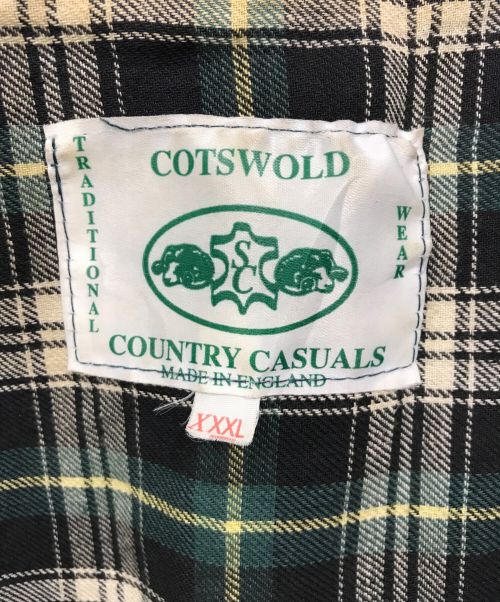 COTSWOLD
TRADITIONAL
WEAR
SC
COUNTRY CASUALS
MADE IN ENGLAND
XXXL